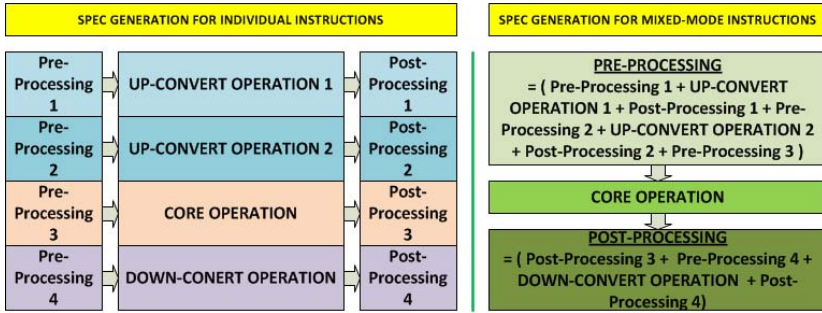 SPEC GENERATION FOR INDIVIDUAL INSTRUCTIONS
Pre-
Processing
1
UP-CONVERT OPERATION 1
Post-
Processing
1
Pre-
Processing
2
UP-CONVERT OPERATION 2
Post-
Processing
2
Pre-
Processing
3
CORE OPERATION
Post-
Processing
3
Pre-
Processing
4
DOWN-CONERT OPERATION
Post-
Processing
4
SPEC GENERATION FOR MIXED-MODE INSTRUCTIONS
PRE-PROCESSING
= ( Pre-Processing 1 + UP-CONVERT
OPERATION 1 + Post-Processing 1 + Pre-
Processing 2 + UP-CONVERT OPERATION 2
+ Post-Processing 2 + Pre-Processing 3 )
CORE OPERATION
POST-PROCESSING
= ( Post-Processing 3 + Pre-Processing 4 +
DOWN-CONVERT OPERATION + Post-
Processing 4)